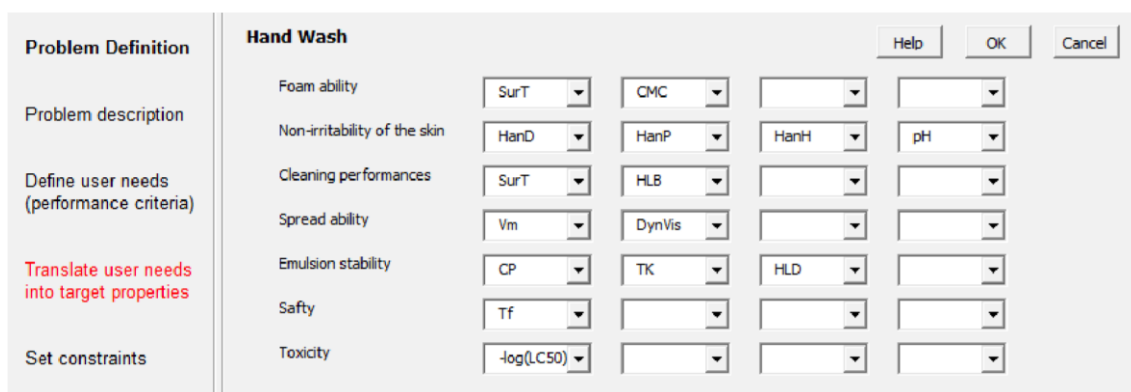 Problem Definition
Problem description
Define user needs
(performance criteria)
Translate user needs
into target properties
Set constraints
Hand Wash
Help OK Cancel
Foam ability SurT CMC
Non-irritability of the skin HanD HanP HanH pH
Cleaning performances SurT HLB
Spread ability Vm DynVis
Emulsion stability CP TK HLD
Safty Tf
Toxicity -log(LC50)